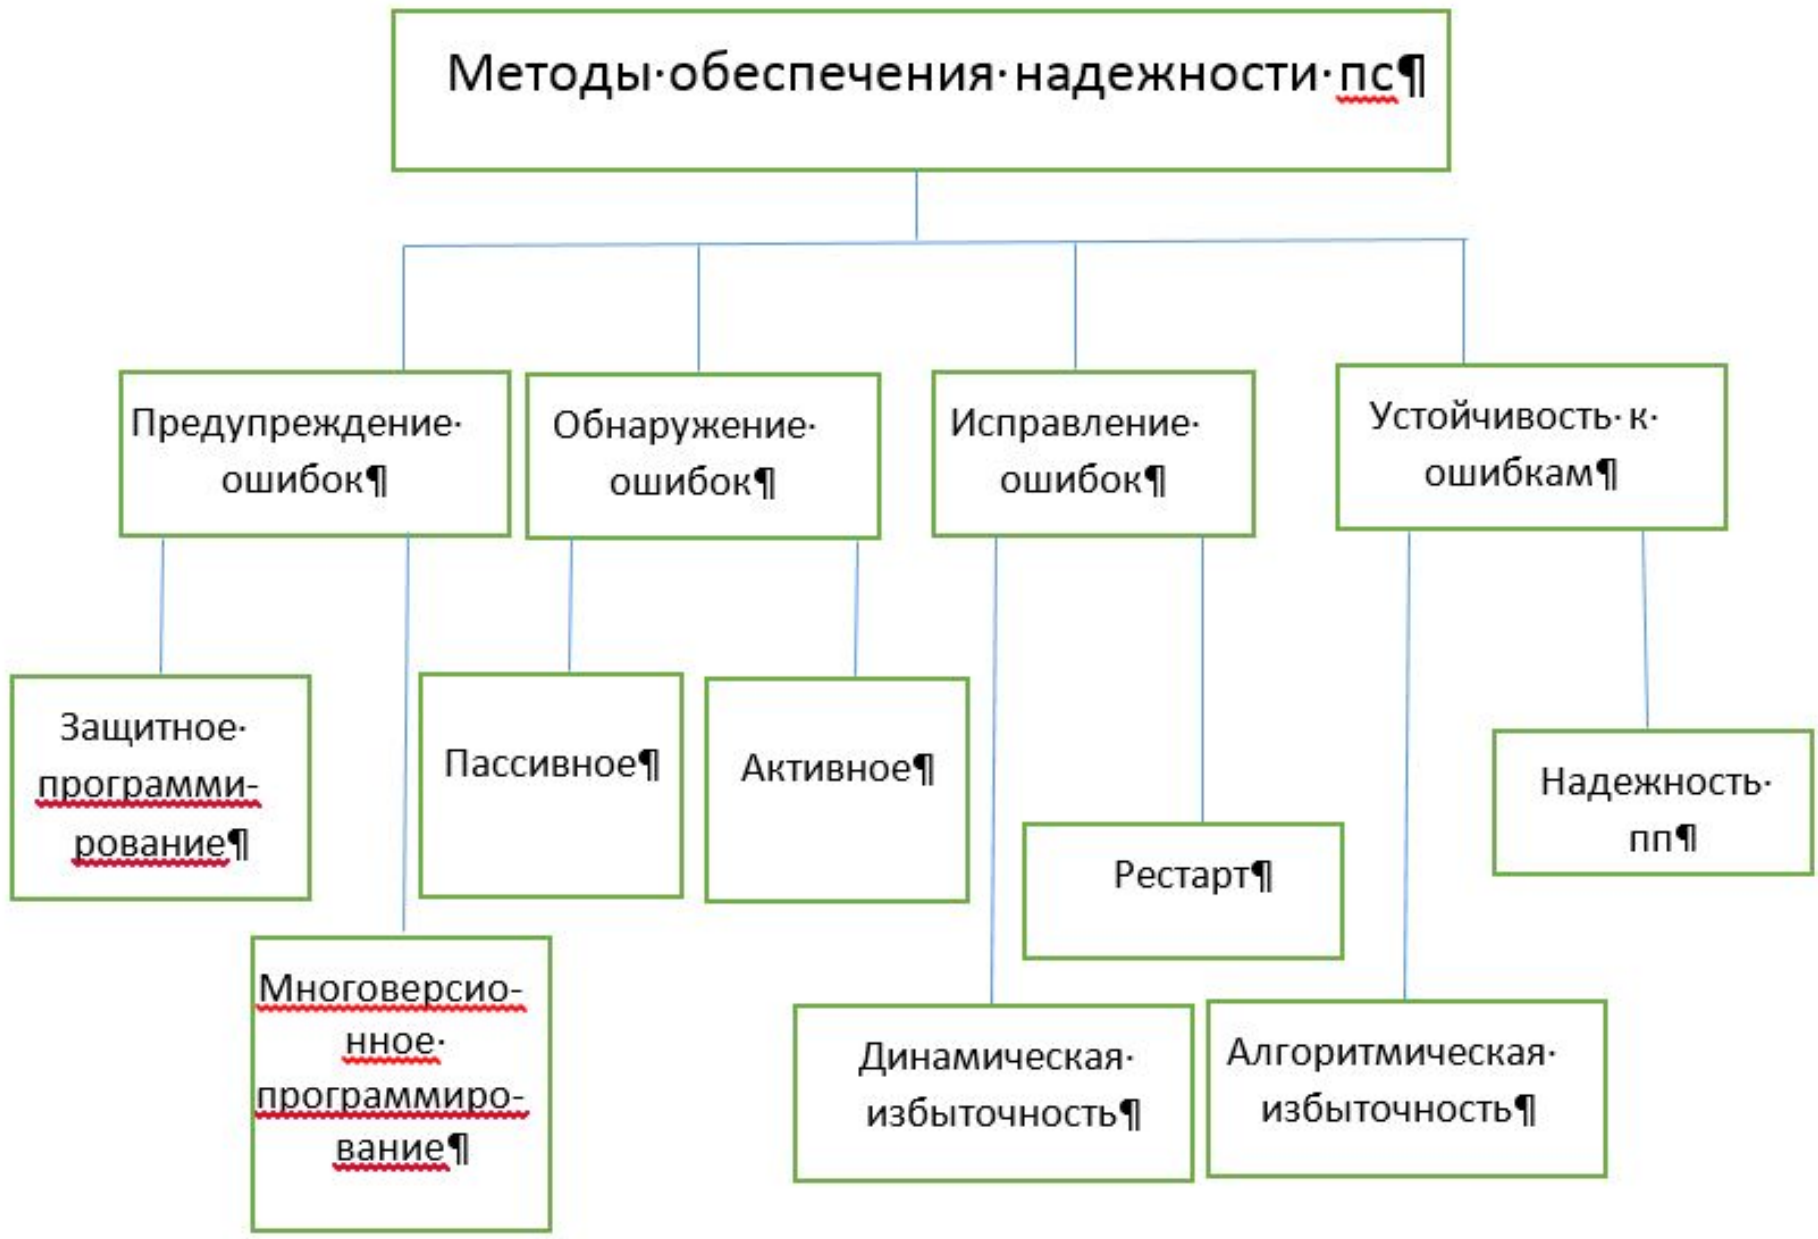 Методы·обеспечения·надежности·пс¶
Предупреждение·
ошибок¶
Обнаружение·
ошибок¶
Исправление·
ошибок¶
Устойчивость·к·
ошибкам¶
Защитное·
программи-
рование¶
Многоверсио-
нное·
программиро-
вание¶
Пассивное¶
Активное¶
Динамическая·
избыточность¶
Рестарт¶
Алгоритмическая·
избыточность¶
Надежность·
пп¶